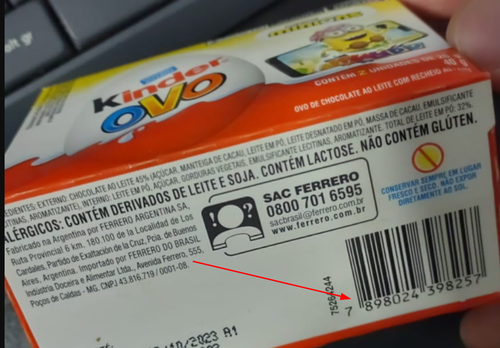 alt gr
Kinder
OVO
CONTÉM 2 UNIDADES DE 20
40 g
OVO DE CHOCOLATE AO LEITE COM RECHEIO
EDIENTES: EXTERNO: CHOCOLATE AO LEITE 45% (AÇÚCAR, MANTEIGA DE CACAU, LEITE EM PÓ, LEITE DESNATADO EM PÓ, MASSA DE CACAU, EMULSIFICANTE
LECITINAS, AROMATIZANTE), INTERNO: LEITE EM PÓ, AÇÚCAR, GORDURAS VEGETAIS, EMULSIFICANTE LECITINAS, AROMATIZANTE. TOTAL DE LEITE EM PÓ: 32%.
ALÉRGICOS: CONTÉM DERIVADOS DE LEITE E SOJA. CONTÉM LACTOSE. NÃO CONTÉM GLÚTEN.
Fabricado na Argentina por FERRERO ARGENTINA SA,
Ruta Provincial 6 km. 180 100 de la Localidad de Los
Cardales, Partido de Exaltación de la Cruz, Pcia. de Buenos
Aires, Argentina. Importado por FERRERO DO BRASIL
Indústria Doceira e Alimentar Ltda., Avenida Ferrero, 555,
Poços de Caldas - MG. CNPJ 43.816.719 / 0001-08.
!?
SAC FERRERO
0800 701 6595
sacbrasil@ferrero.com.br
www.ferrero.com.br
CONSERVAR SEMPRE EM LUGAR
FRESCO E SECO. NÃO EXPOR
DIRETAMENTE AO SOL.
7 898024 398257
/10/2023 A1